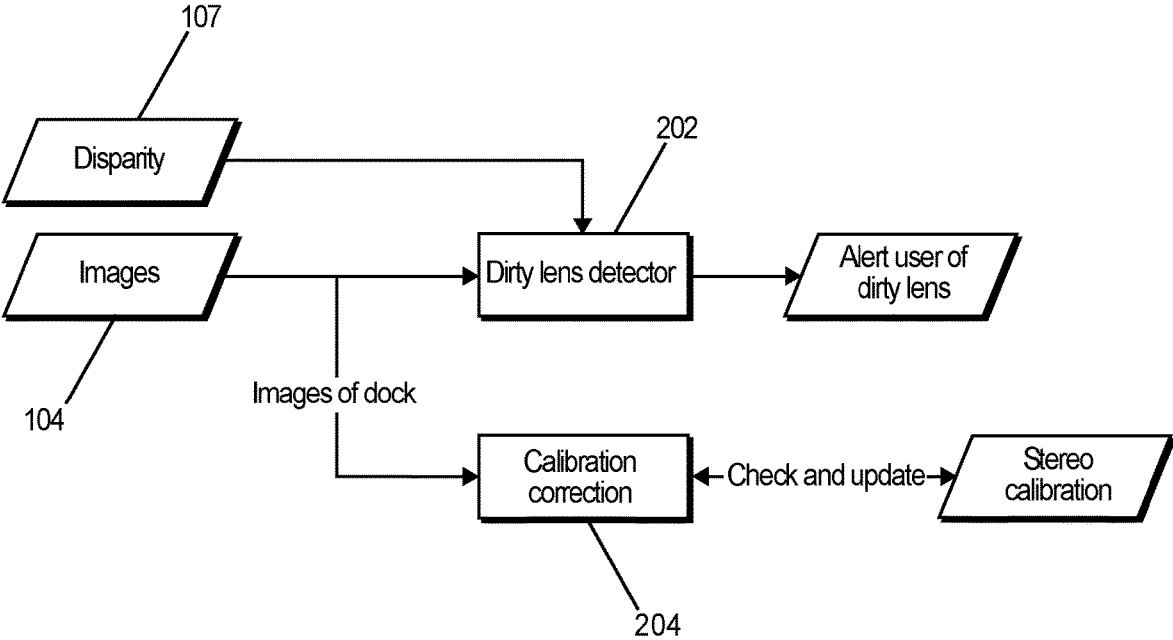 107
Disparity
202
Images
Dirty lens detector
Alert user of
dirty lens
Images of dock
104
Calibration
correction
Check and update
Stereo
calibration
204